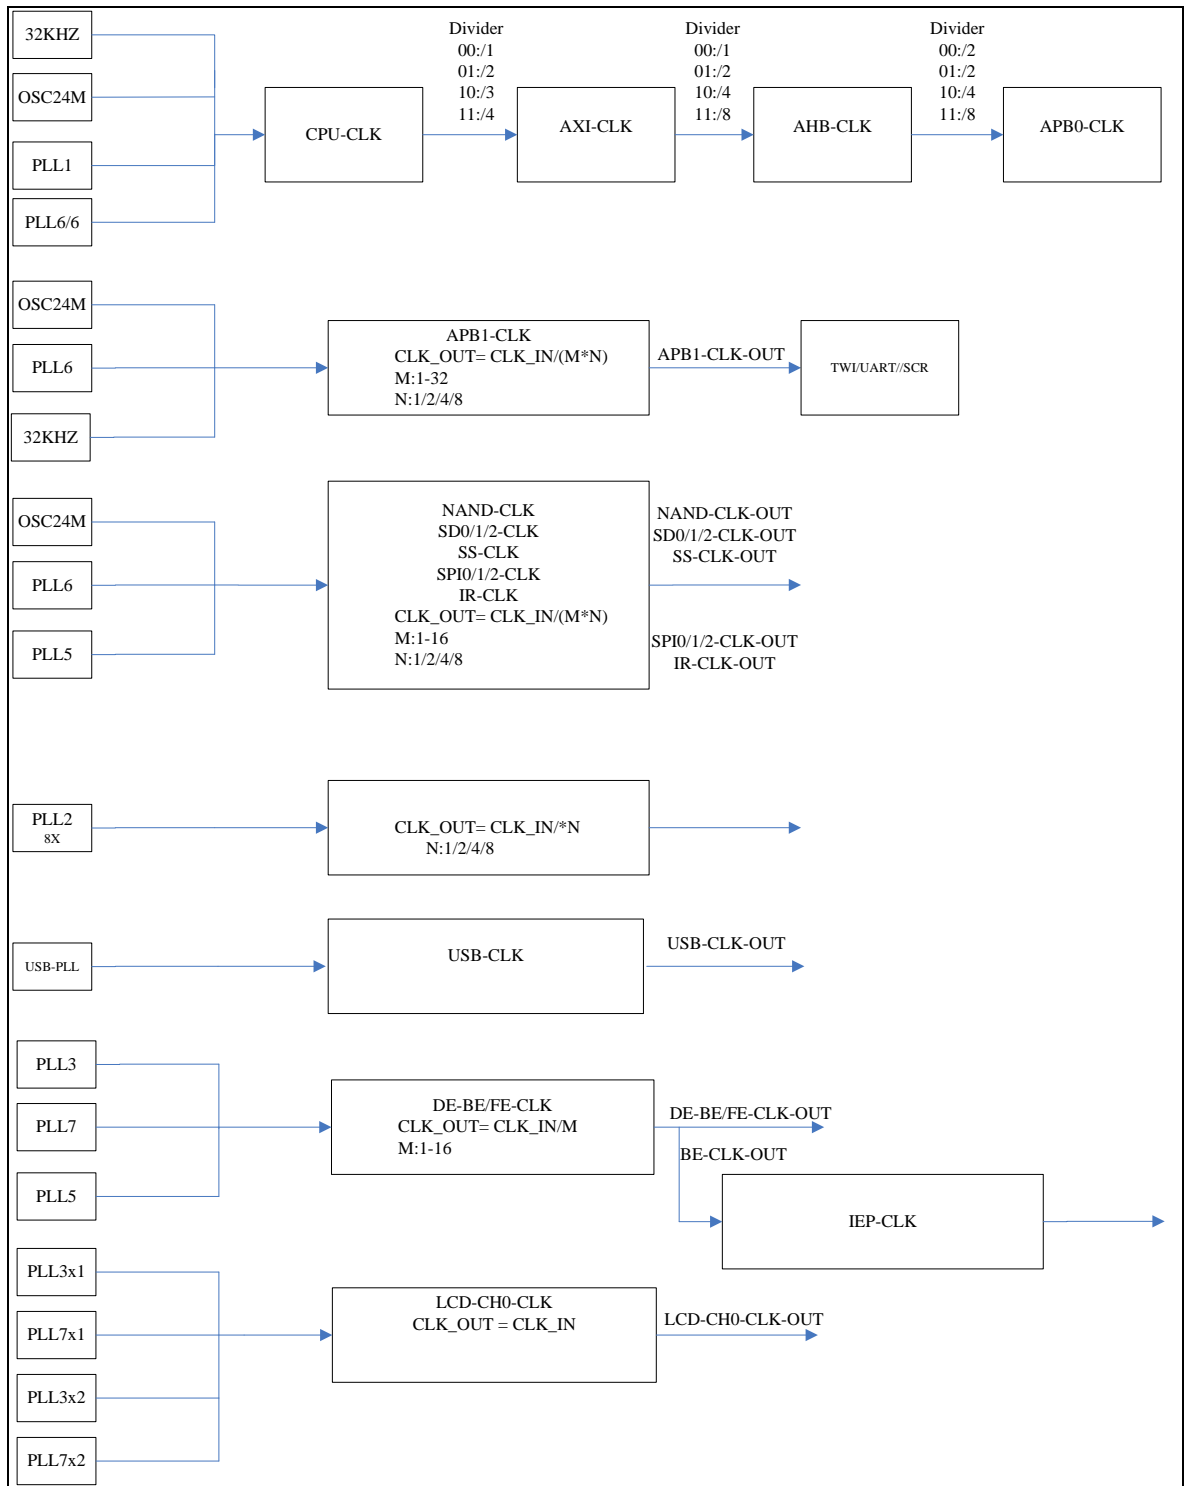 32KHZ
OSC24M
PLL1
PLL6/6
CPU-CLK
Divider
00:/1
01:/2
10:/3
11:/4
AXI-CLK
Divider
00:/1
01:/2
10:/4
11:/8
AHB-CLK
Divider
00:/2
01:/2
10:/4
11:/8
APB0-CLK
OSC24M
PLL6
32KHZ
APB1-CLK
CLK_OUT= CLK_IN/(M*N)
M:1-32
N:1/2/4/8
APB1-CLK-OUT
TWI/UART//SCR
OSC24M
PLL6
PLL5
NAND-CLK
SD0/1/2-CLK
SS-CLK
SPI0/1/2-CLK
IR-CLK
CLK_OUT= CLK_IN/(M*N)
M:1-16
N:1/2/4/8
NAND-CLK-OUT
SD0/1/2-CLK-OUT
SS-CLK-OUT
SPI0/1/2-CLK-OUT
IR-CLK-OUT
PLL2
8X
CLK_OUT= CLK_IN/*N
N:1/2/4/8
USB-PLL
USB-CLK
USB-CLK-OUT
PLL3
PLL7
PLL5
DE-BE/FE-CLK
CLK_OUT= CLK_IN/M
M:1-16
DE-BE/FE-CLK-OUT
BE-CLK-OUT
IEP-CLK
PLL3x1
PLL7x1
PLL3x2
PLL7x2
LCD-CH0-CLK
CLK_OUT = CLK_IN
LCD-CH0-CLK-OUT